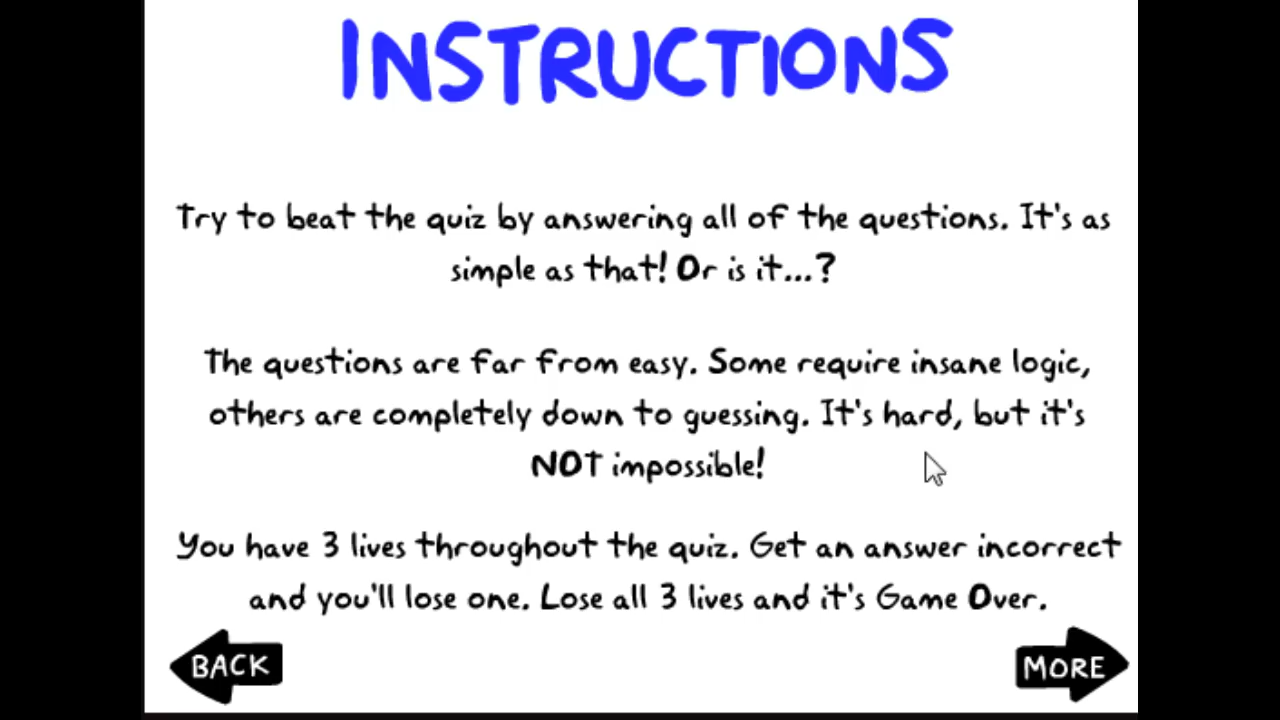 INSTRUCTIONS
Try to beat the quiz by answering all of the questions. It's as
simple as that! Or is it...?
The questions are far from easy. Some require insane logic,
others are completely down to guessing. It's hard, but it's
NOT impossible!
You have 3 lives throughout the quiz. Get an answer incorrect
and you'll lose one. Lose all 3 lives and it's Game Over.
BACK
MORE